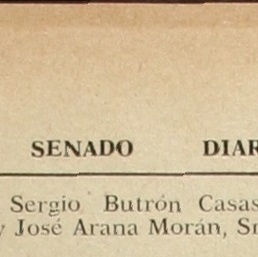 SENADO DIAR
Sergio Butrón Casas
y José Arana Morán, Sr